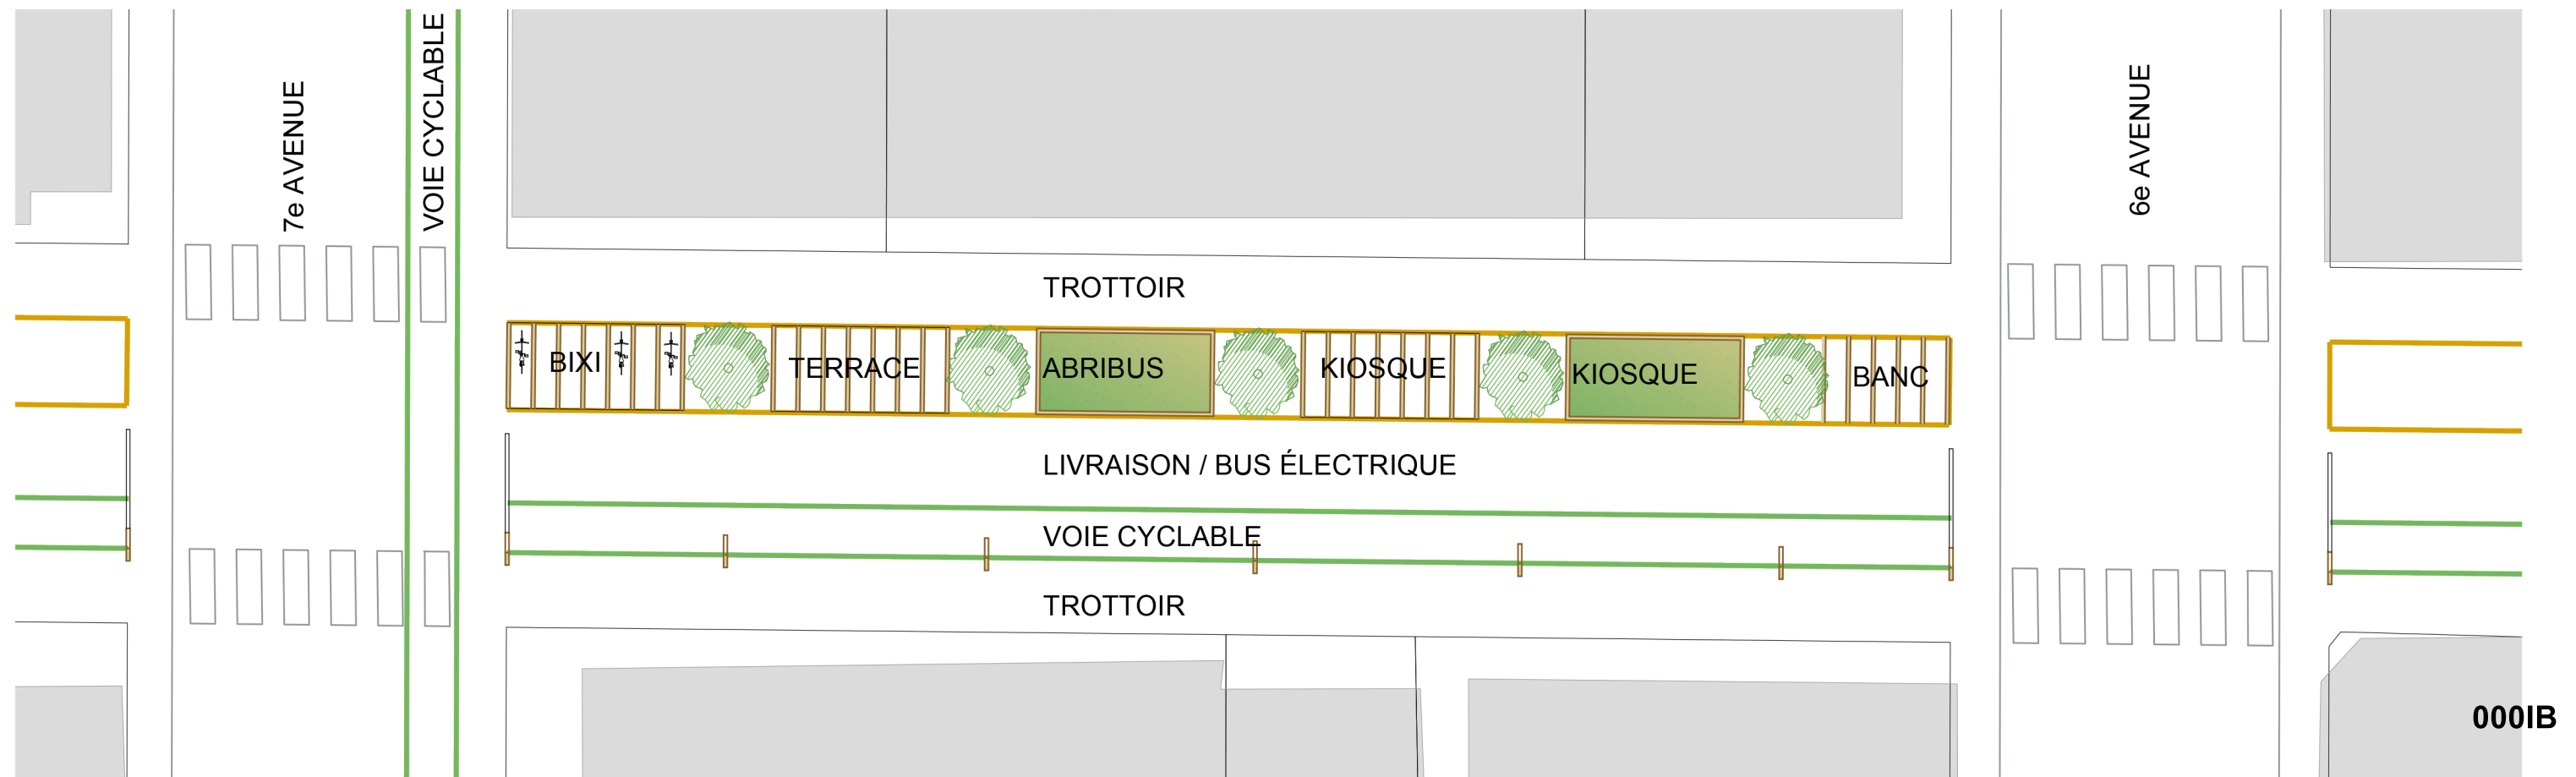 7e AVENUE
VOIE CYCLABLE
6e AVENUE
TROTTOIR
BIXI
TERRACE
ABRIBUS
KIOSQUE
KIOSQUE
BANC
LIVRAISON / BUS ÉLECTRIQUE
VOIE CYCLABLE
TROTTOIR
000IB